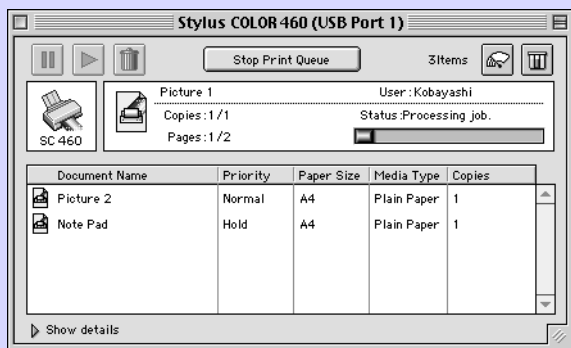 Stylus COLOR 460 (USB Port 1)
Stop Print Queue
3Items
SC 460
Picture 1 User :Kobayashi
Copies :1/1 Status :Processing job.
Pages :1/2
Document Name Priority Paper Size Media Type Copies
Picture 2 Normal A4 Plain Paper 1
Note Pad Hold A4 Plain Paper 1
Show details